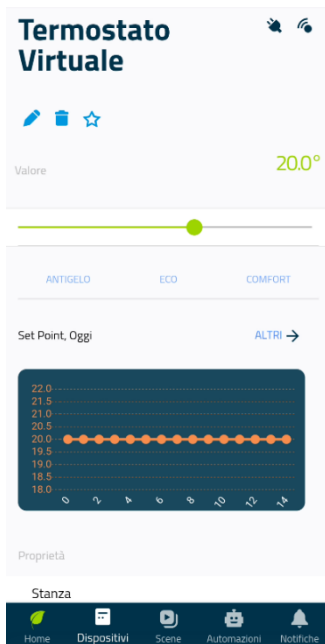 Termostato
Virtuale
Valore
20.0°
ANTIGELO ECO COMFORT
Set Point, Oggi ALTRI
22.0
21.5
21.0
20.5
20.0
19.5
19.0
18.5
18.0
0 2 4 6 8 10 12 14
Proprietà
Stanza
Home Dispositivi Scene Automazioni Notifiche